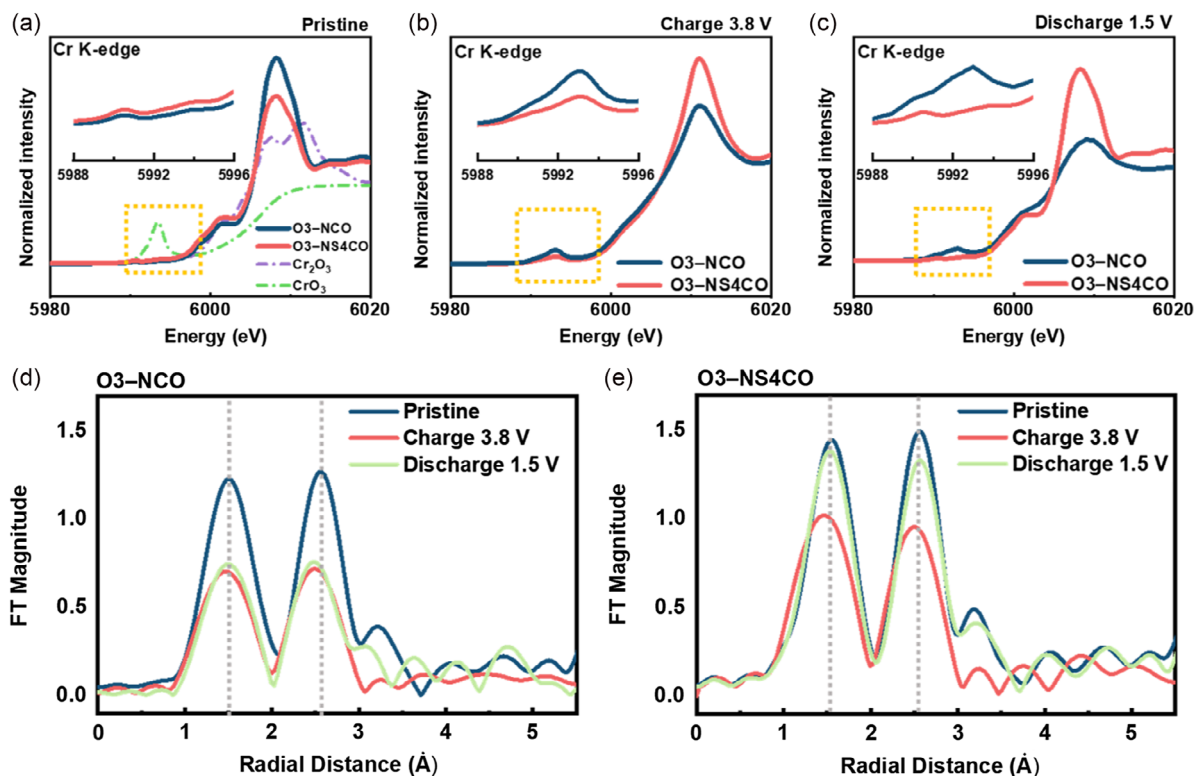 (a)
Pristine
Cr K-edge
Normalized intensity
5988 5992 5996
O3–NCO
O3–NS4CO
Cr₂O₃
CrO₃
5980 6000 6020
Energy (eV)
(b)
Charge 3.8 V
Cr K-edge
Normalized intensity
5988 5992 5996
O3–NCO
O3–NS4CO
5980 6000 6020
Energy (eV)
(c)
Discharge 1.5 V
Cr K-edge
Normalized intensity
5988 5992 5996
O3–NCO
O3–NS4CO
5980 6000 6020
Energy (eV)
(d)
O3–NCO
Pristine
Charge 3.8 V
Discharge 1.5 V
FT Magnitude
1.5
1.0
0.5
0.0
0 1 2 3 4 5
Radial Distance (Å)
(e)
O3–NS4CO
Pristine
Charge 3.8 V
Discharge 1.5 V
FT Magnitude
1.5
1.0
0.5
0.0
0 1 2 3 4 5
Radial Distance (Å)